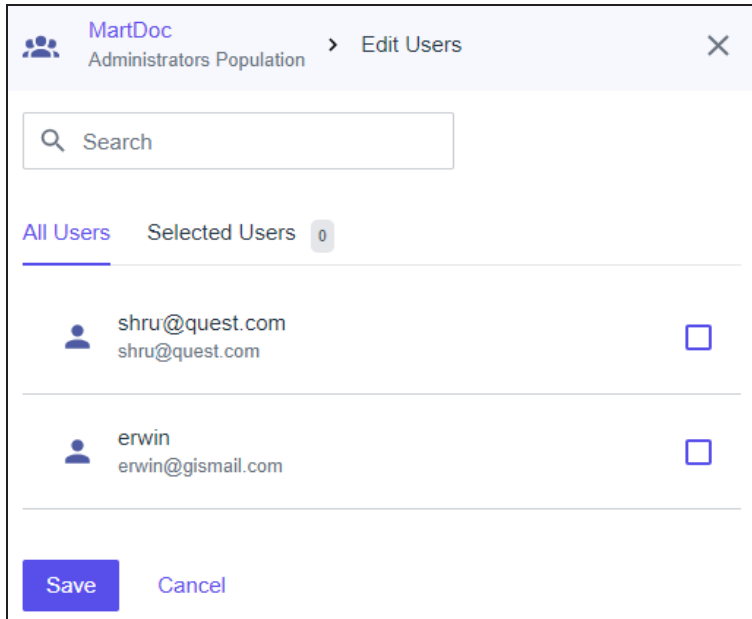 MartDoc
Administrators Population
Edit Users
Search
All Users Selected Users 0
shru@quest.com
shru@quest.com
erwin
erwin@gismail.com
Save Cancel